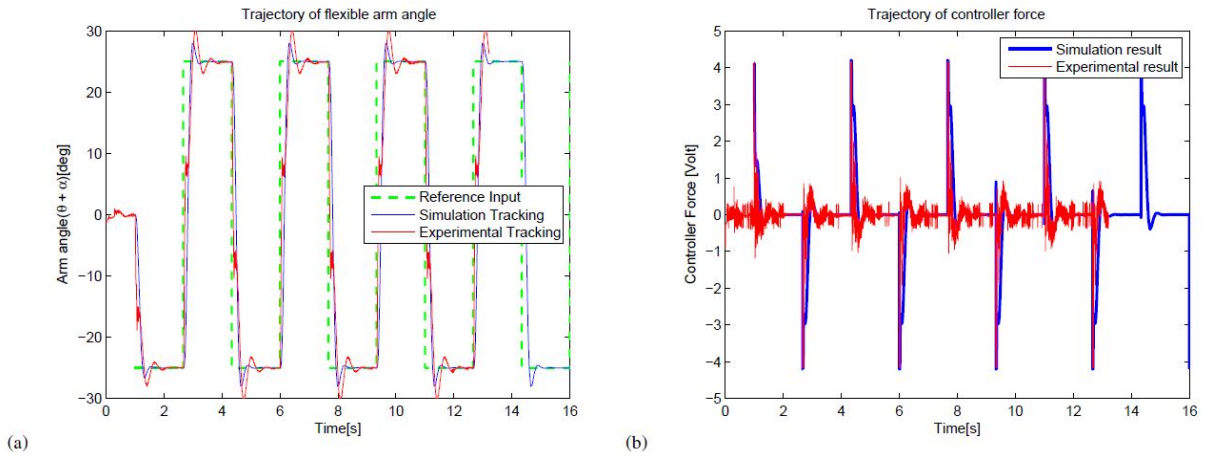 Trajectory of flexible arm angle
30
20
10
0
−10
−20
−30
Arm angle(θ + α)[deg]
Reference Input
Simulation Tracking
Experimental Tracking
0 2 4 6 8 10 12 14 16
Time[s]
(a)
Trajectory of controller force
5
4
3
2
1
0
−1
−2
−3
−4
−5
Controller Force [Volt]
Simulation result
Experimental result
0 2 4 6 8 10 12 14 16
Time[s]
(b)